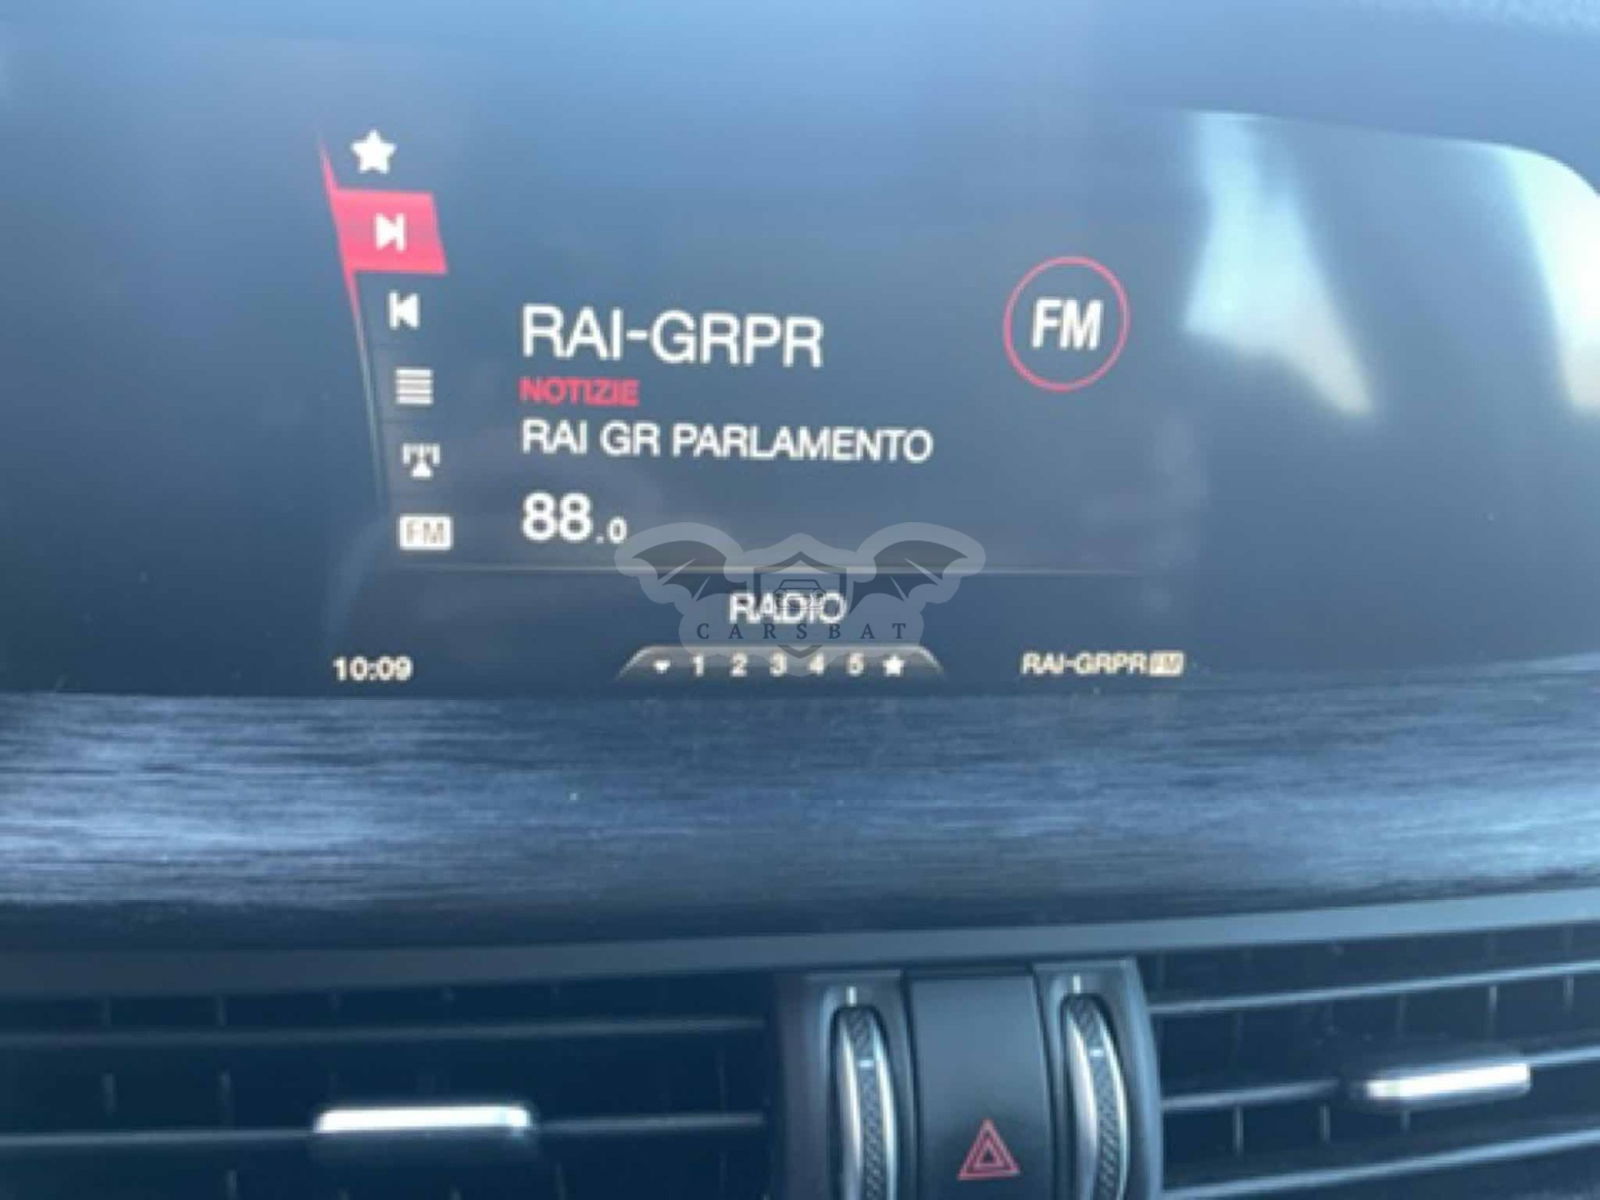 RAI-GRPR
FM
NOTIZIE
RAI GR PARLAMENTO
88.0
FM
RADIO
CARSBAT
10:09
1 2 3 4 5
RAI-GRPR FM